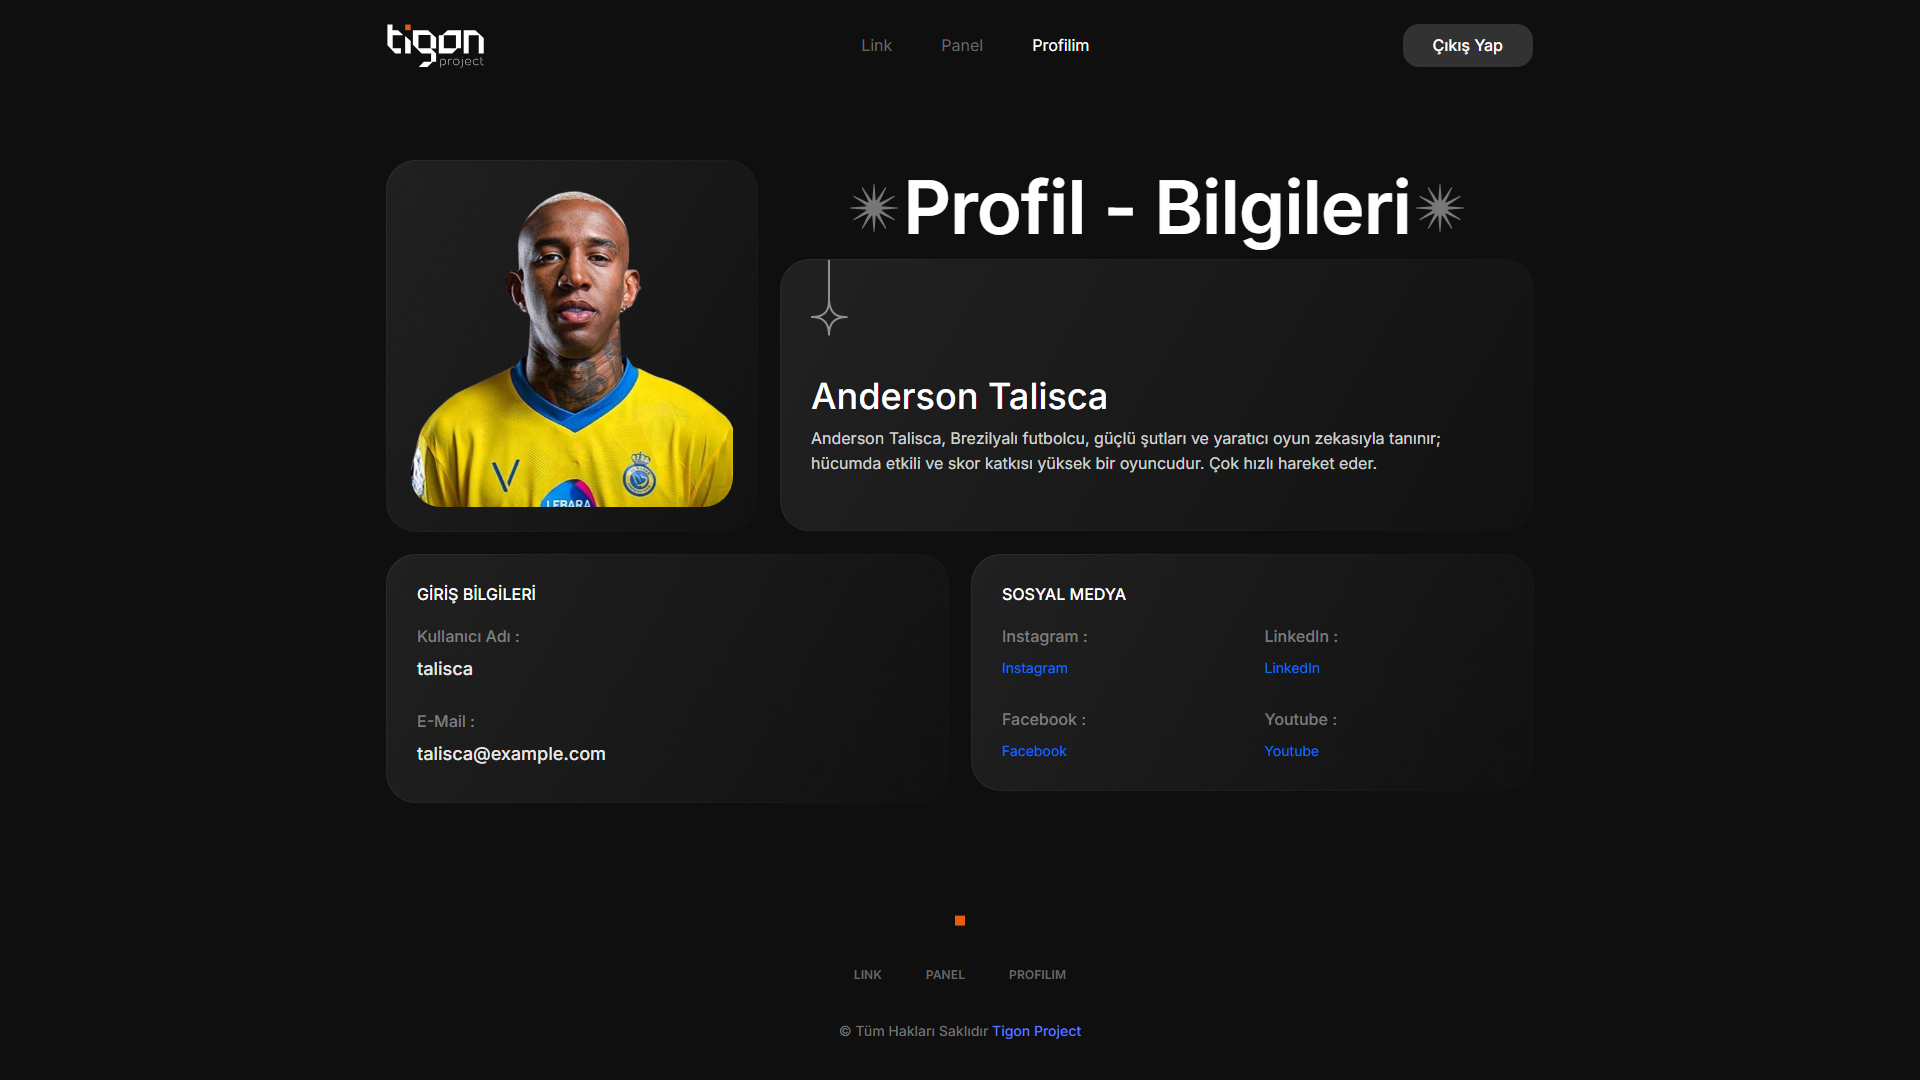 tigon
project
Link
Panel
Profilim
Çıkış Yap
Profil - Bilgileri
LEBARA
Anderson Talisca
Anderson Talisca, Brezilyalı futbolcu, güçlü şutları ve yaratıcı oyun zekasıyla tanınır;
hücumda etkili ve skor katkısı yüksek bir oyuncudur. Çok hızlı hareket eder.
GİRİŞ BİLGİLERİ
Kullanıcı Adı :
talisca
E-Mail :
talisca@example.com
SOSYAL MEDYA
Instagram :
Instagram
LinkedIn :
LinkedIn
Facebook :
Facebook
Youtube :
Youtube
LINK
PANEL
PROFILIM
© Tüm Hakları Saklıdır Tigon Project